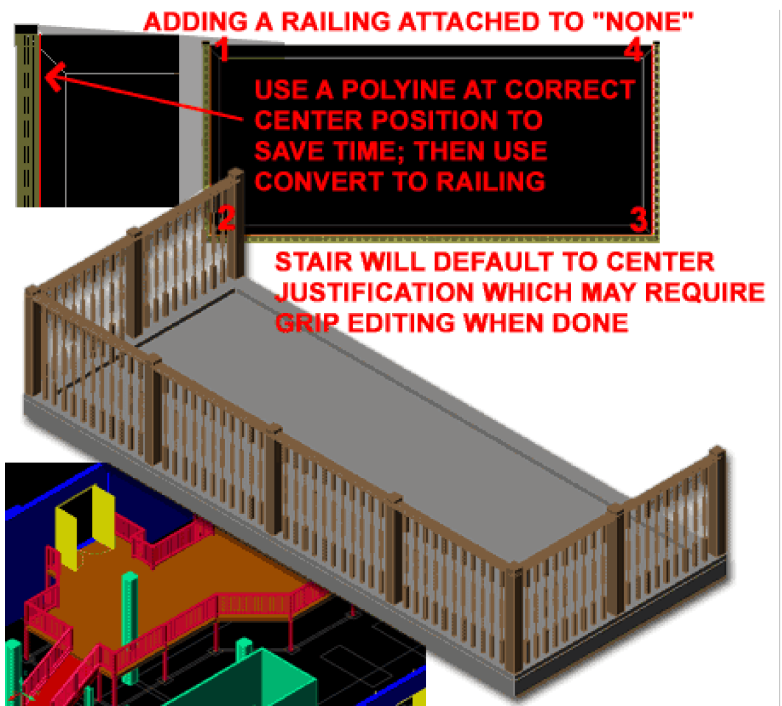 ADDING A RAILING ATTACHED TO "NONE"
1
4
USE A POLYINE AT CORRECT
CENTER POSITION TO
SAVE TIME; THEN USE
CONVERT TO RAILING
2
3
STAIR WILL DEFAULT TO CENTER
JUSTIFICATION WHICH MAY REQUIRE
GRIP EDITING WHEN DONE